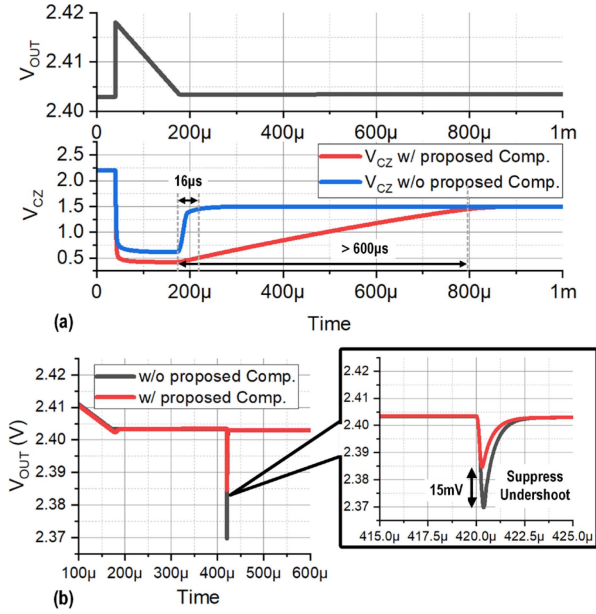 2.42
2.41
2.40
V_OUT
0 200μ 400μ 600μ 800μ 1m
2.5
2.0
1.5
1.0
0.5
V_CZ
V_CZ w/ proposed Comp.
V_CZ w/o proposed Comp.
16μs
> 600μs
0 200μ 400μ 600μ 800μ 1m
(a)
Time
2.42
2.41
2.40
2.39
2.38
2.37
V_OUT (V)
w/o proposed Comp.
w/ proposed Comp.
100μ 200μ 300μ 400μ 500μ 600μ
(b)
Time
2.42
2.41
2.40
2.39
2.38
2.37
15mV
Suppress
Undershoot
415.0μ 417.5μ 420.0μ 422.5μ 425.0μ